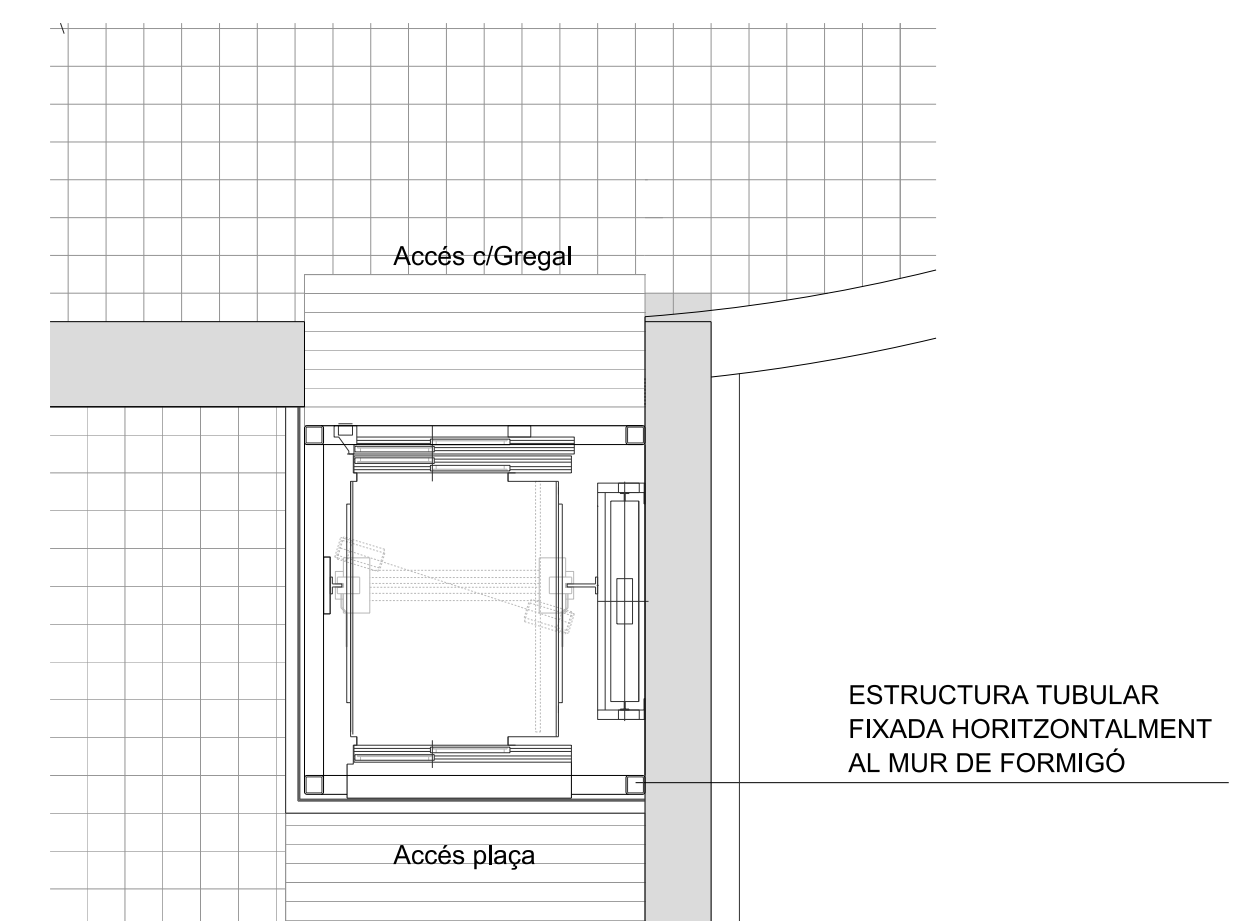 Accés c/Gregal
ESTRUCTURA TUBULAR
FIXADA HORITZONTALMENT
AL MUR DE FORMIGÓ
Accés plaça